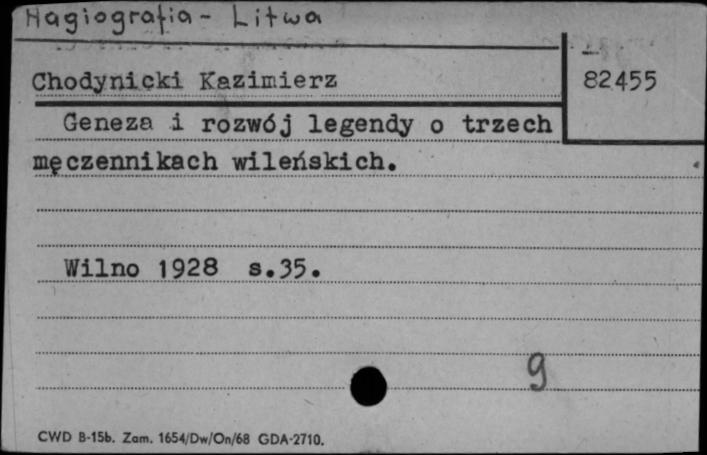 Hagiografia - Litwa
Chodynicki Kazimierz
82455
Geneza i rozwój legendy o trzech
męczennikach wileńskich.
Wilno 1928 s.35.
9
CWD B-15b. Zam. 1654/Dw/On/68 GDA-2710.